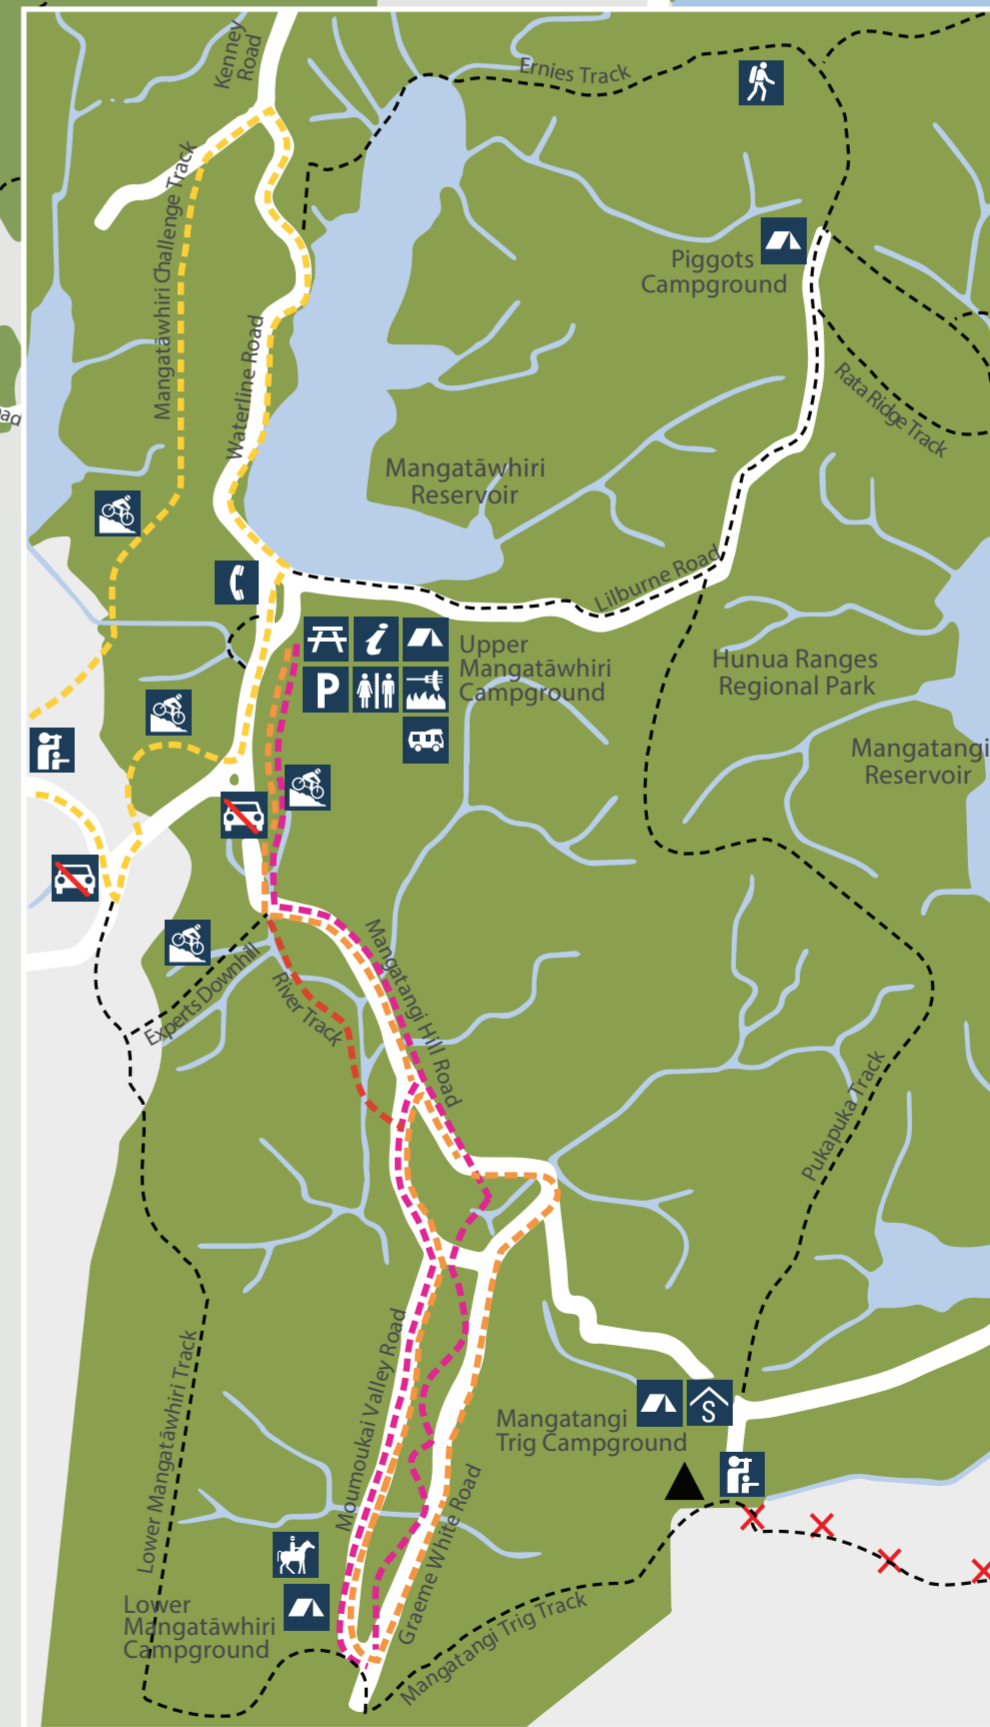 Kenney
Road
Ernies Track
Mangatāwhiri Challenge Track
Piggots
Campground
Waterline Road
Rata Ridge Track
oad
Mangatāwhiri
Reservoir
Lilburne Road
i
Upper
Mangatāwhiri
Campground
P
Hunua Ranges
Regional Park
Mangatangi
Reservoir
Experts Downhill
River Track
Mangatangi Hill Road
Pukapuka Track
Lower Mangatāwhiri Track
Moumoukai Valley Road
Graeme White Road
S
Mangatangi
Trig Campground
Lower
Mangatāwhiri
Campground
Mangatangi Trig Track